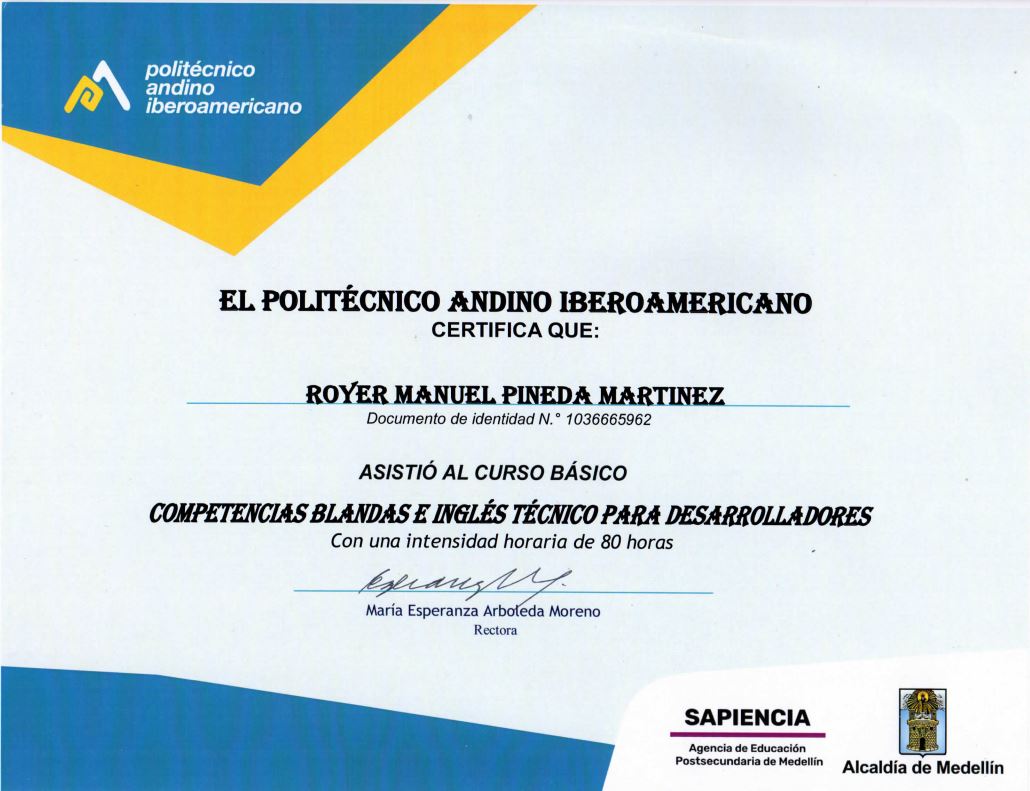 politécnico
andino
iberoamericano
EL POLITÉCNICO ANDINO IBEROAMERICANO
CERTIFICA QUE:
ROYER MANUEL PINEDA MARTINEZ
Documento de identidad N.° 1036665962
ASISTIÓ AL CURSO BÁSICO
COMPETENCIAS BLANDAS E INGLÉS TÉCNICO PARA DESARROLLADORES
Con una intensidad horaria de 80 horas
María Esperanza Arboleda Moreno
Rectora
SAPIENCIA
Agencia de Educación
Postsecundaria de Medellín
Alcaldía de Medellín